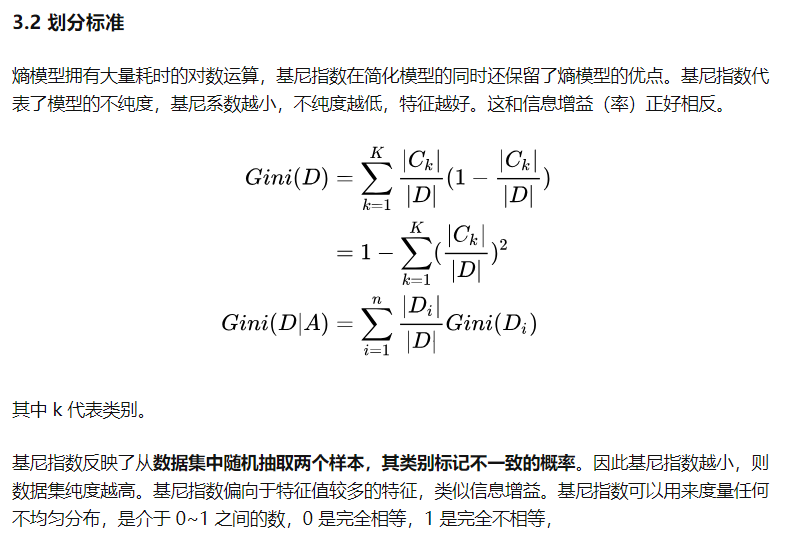 3.2 划分标准
熵模型拥有大量耗时的对数运算，基尼指数在简化模型的同时还保留了熵模型的优点。基尼指数代
表了模型的不纯度，基尼系数越小，不纯度越低，特征越好。这和信息增益（率）正好相反。
Gini(D) = \sum_{k=1}^{K} \frac{|C_k|}{|D|}(1 - \frac{|C_k|}{|D|})
= 1 - \sum_{k=1}^{K} (\frac{|C_k|}{|D|})^2
Gini(D|A) = \sum_{i=1}^{n} \frac{|D_i|}{|D|} Gini(D_i)
其中 k 代表类别。
基尼指数反映了从数据集中随机抽取两个样本，其类别标记不一致的概率。因此基尼指数越小，则
数据集纯度越高。基尼指数偏向于特征值较多的特征，类似信息增益。基尼指数可以用来度量任何
不均匀分布，是介于 0~1 之间的数，0 是完全相等，1 是完全不相等，